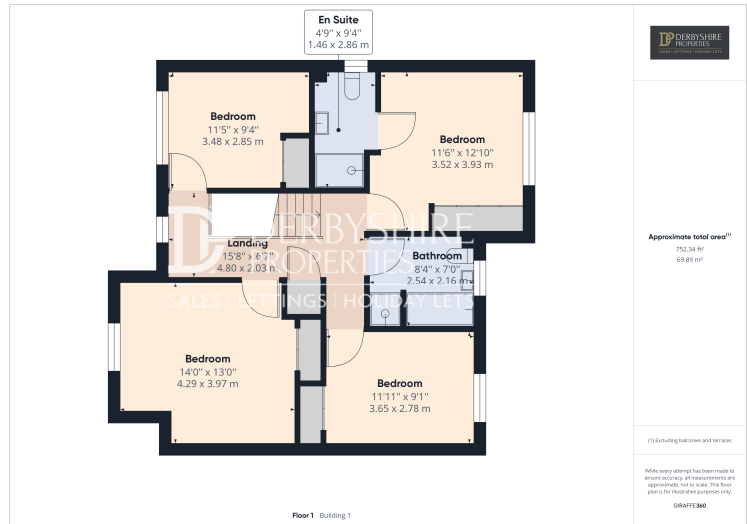 En Suite
4'9" x 9'4"
1.46 x 2.86 m
Bedroom
11'5" x 9'4"
3.48 x 2.85 m
Bedroom
11'6" x 12'10"
3.52 x 3.93 m
DERBYSHIRE
PROPERTIES
SALES | LETTINGS | HOLIDAY LETS
Landing
15'8" x 6'7"
4.80 x 2.03 m
Bathroom
8'4" x 7'0"
2.54 x 2.16 m
Bedroom
14'0" x 13'0"
4.29 x 3.97 m
Bedroom
11'11" x 9'1"
3.65 x 2.78 m
Floor 1 Building 1
DERBYSHIRE
PROPERTIES
SALES | LETTINGS | HOLIDAY LETS
Approximate total area(1)
752.34 ft²
69.89 m²
(1) Excluding balconies and terraces
While every attempt has been made to
ensure accuracy, all measurements are
approximate, not to scale. This floor
plan is for illustrative purposes only.
GIRAFFE360